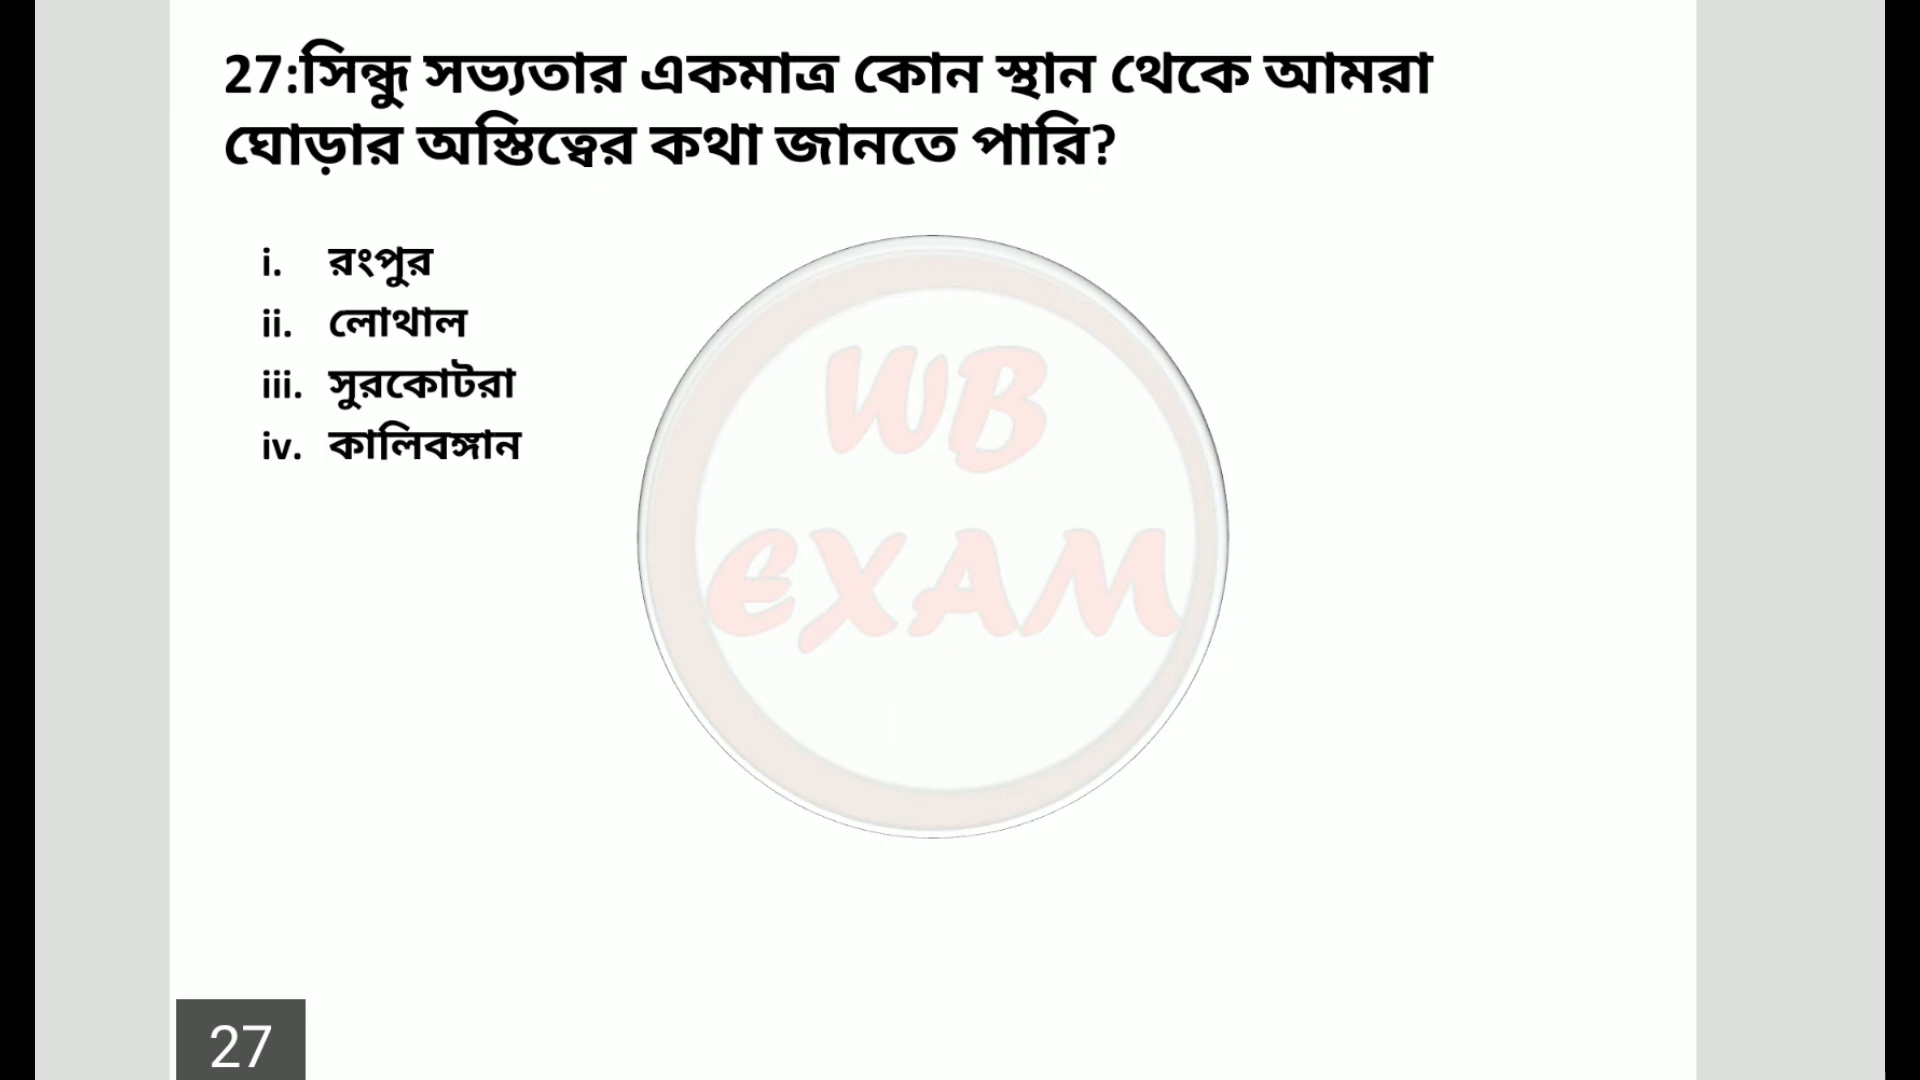 27:সিন্ধু সভ্যতার একমাত্র কোন স্থান থেকে আমরা
ঘোড়ার অস্তিত্বের কথা জানতে পারি?
i. রংপুর
ii. লোথাল
iii. সুরকোটরা
iv. কালিবঙ্গান
WB
EXAM
27